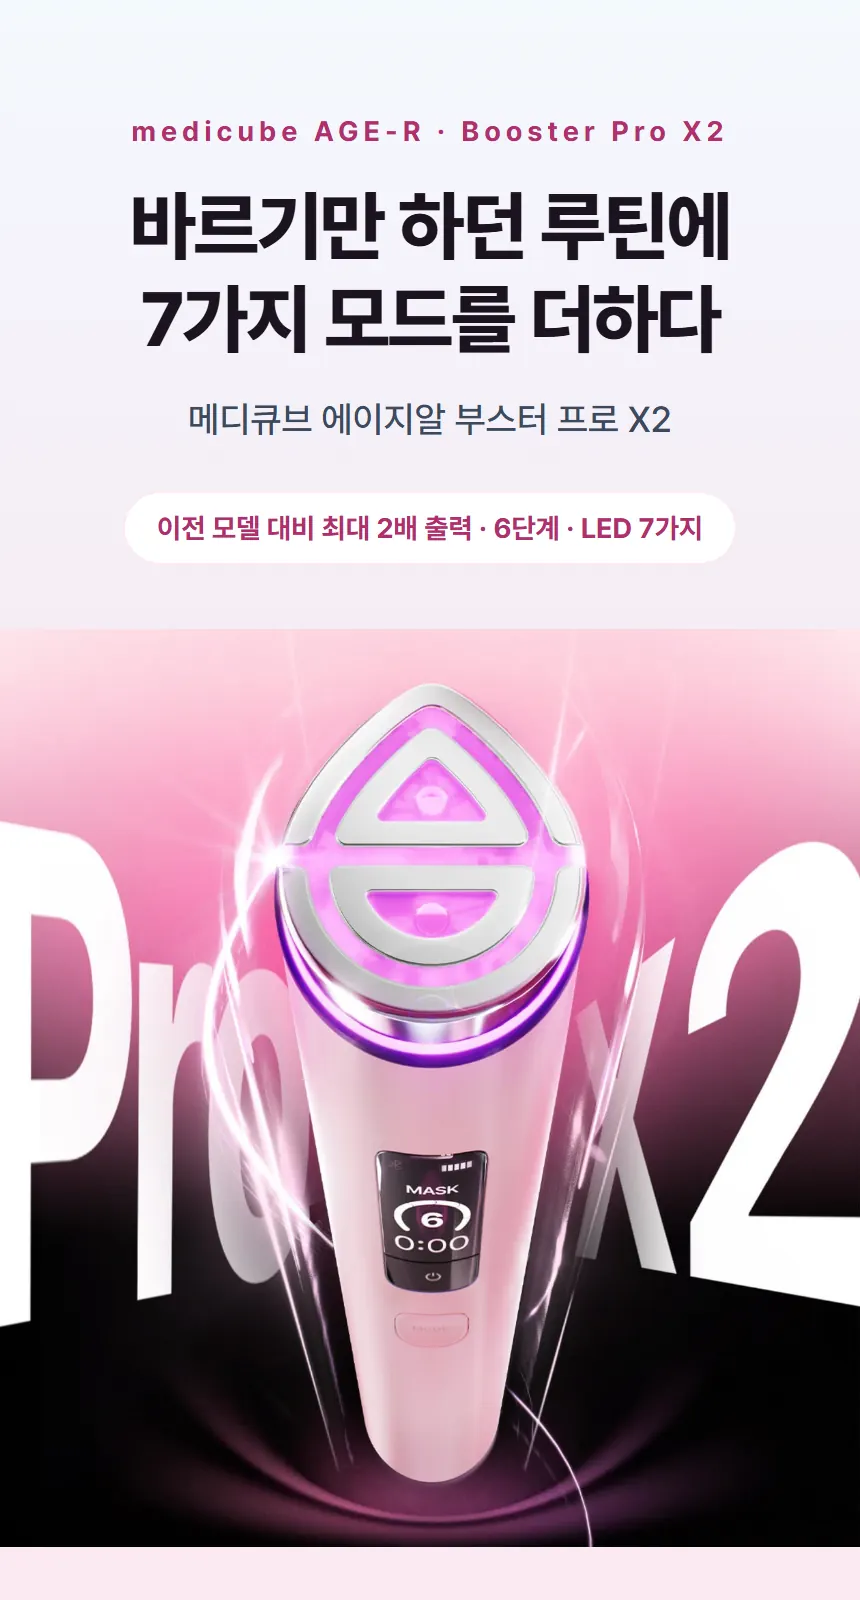 medicube AGE-R · Booster Pro X2
바르기만 하던 루틴에
7가지 모드를 더하다
메디큐브 에이지알 부스터 프로 X2
이전 모델 대비 최대 2배 출력 · 6단계 · LED 7가지
Pro x2
MASK
6
0:00